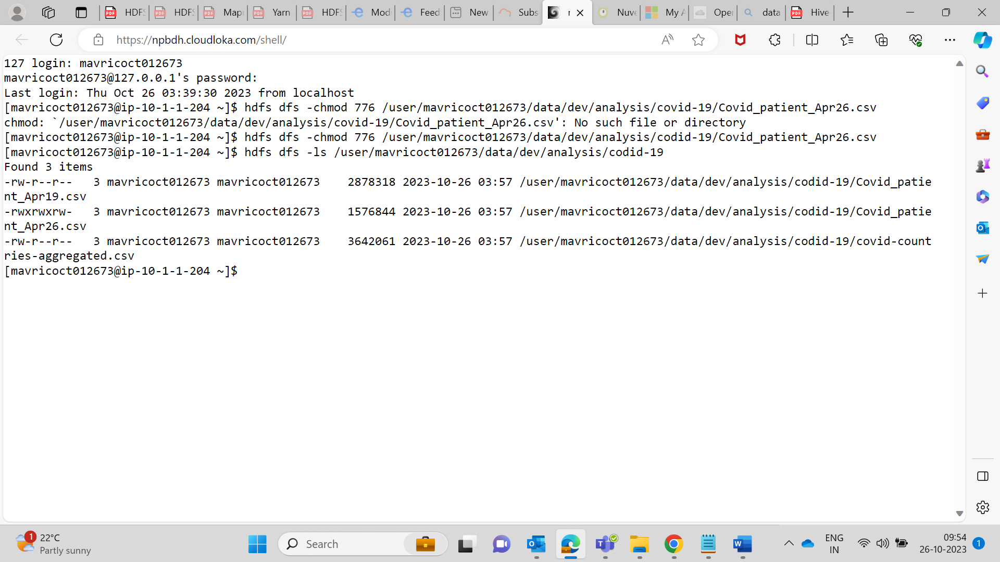 HDFS HDFS Map Yarn HDFS Mod Feed New Subs Nuve My A Oper data Hive
https://npbdh.cloudloka.com/shell/
127 login: mavricoct012673
mavricoct012673@127.0.0.1's password:
Last login: Thu Oct 26 03:39:30 2023 from localhost
[mavricoct012673@ip-10-1-1-204 ~]$ hdfs dfs -chmod 776 /user/mavricoct012673/data/dev/analysis/covid-19/Covid_patient_Apr26.csv
chmod: `/user/mavricoct012673/data/dev/analysis/covid-19/Covid_patient_Apr26.csv': No such file or directory
[mavricoct012673@ip-10-1-1-204 ~]$ hdfs dfs -chmod 776 /user/mavricoct012673/data/dev/analysis/codid-19/Covid_patient_Apr26.csv
[mavricoct012673@ip-10-1-1-204 ~]$ hdfs dfs -ls /user/mavricoct012673/data/dev/analysis/codid-19
Found 3 items
-rw-r--r--   3 mavricoct012673 mavricoct012673    2878318 2023-10-26 03:57 /user/mavricoct012673/data/dev/analysis/codid-19/Covid_patie
nt_Apr19.csv
-rwxrwxrw-   3 mavricoct012673 mavricoct012673    1576844 2023-10-26 03:57 /user/mavricoct012673/data/dev/analysis/codid-19/Covid_patie
nt_Apr26.csv
-rw-r--r--   3 mavricoct012673 mavricoct012673    3642061 2023-10-26 03:57 /user/mavricoct012673/data/dev/analysis/codid-19/covid-count
ries-aggregated.csv
[mavricoct012673@ip-10-1-1-204 ~]$
1 22°C
Partly sunny
Search
ENG
IN
09:54
26-10-2023
1